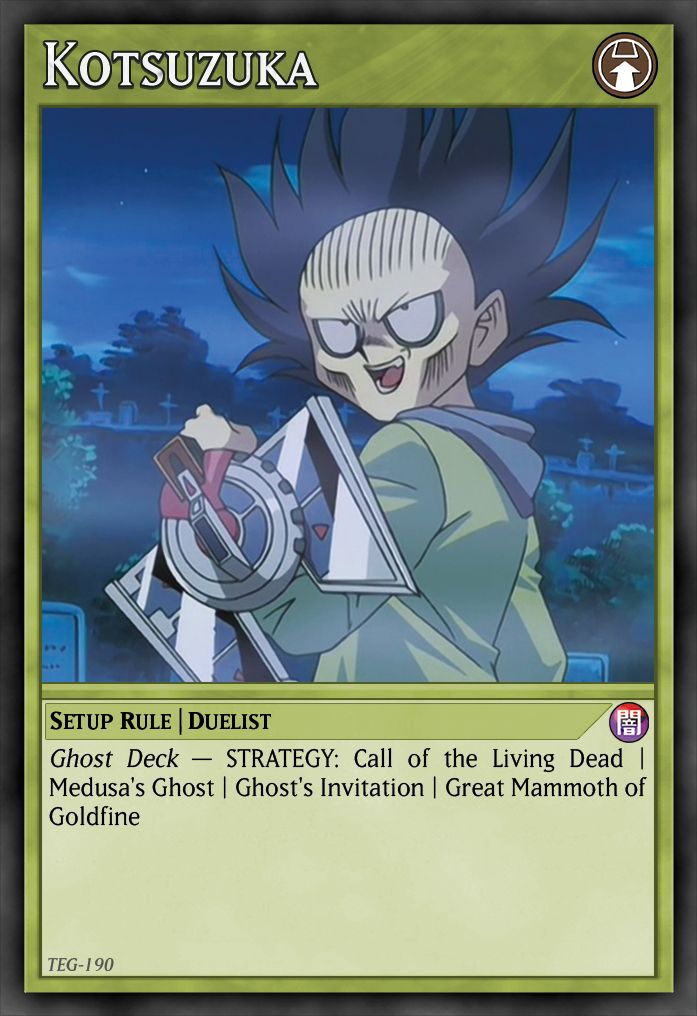 Kotsuzuka
Setup Rule | Duelist
闇
Ghost Deck — STRATEGY: Call of the Living Dead |
Medusa's Ghost | Ghost's Invitation | Great Mammoth of
Goldfine
TEG-190